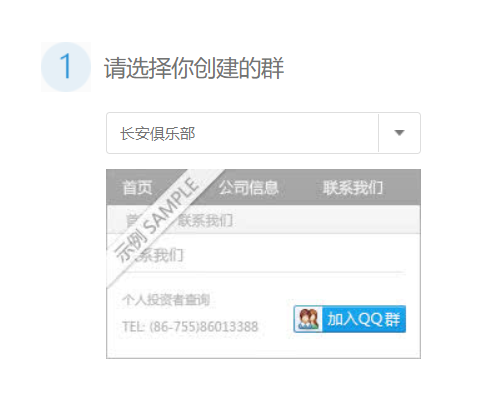 1 请选择你创建的群
长安俱乐部
首页 公司信息 联系我们
示例 SAMPLE
首 联系我们
联系我们
个人投资者查询
TEL: (86-755)86013388
加入QQ群